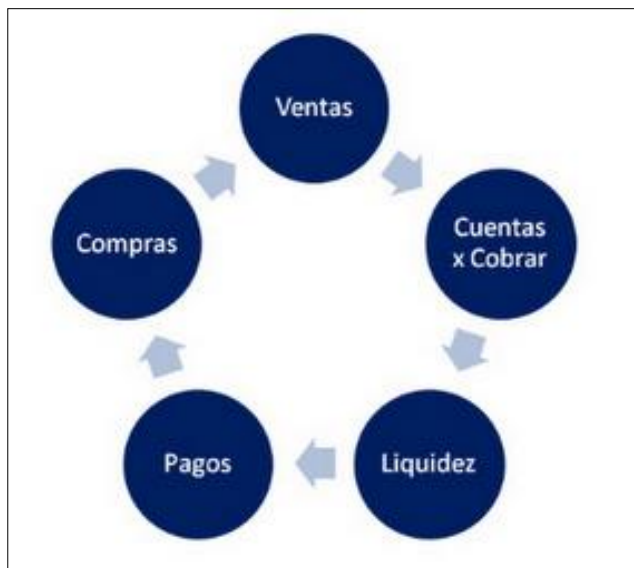 Ventas
Cuentas
x Cobrar
Liquidez
Pagos
Compras